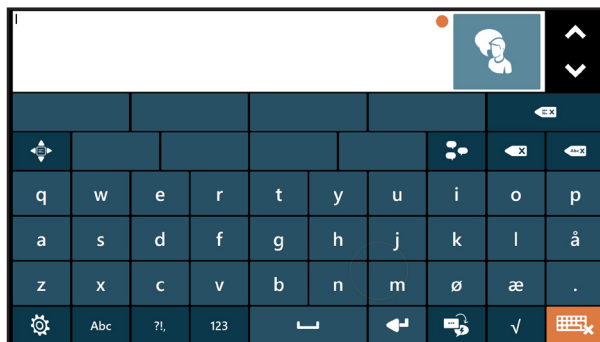 q w e r t y u i o p
a s d f g h j k l å
z x c v b n m ø æ .
Abc ?!, 123 √